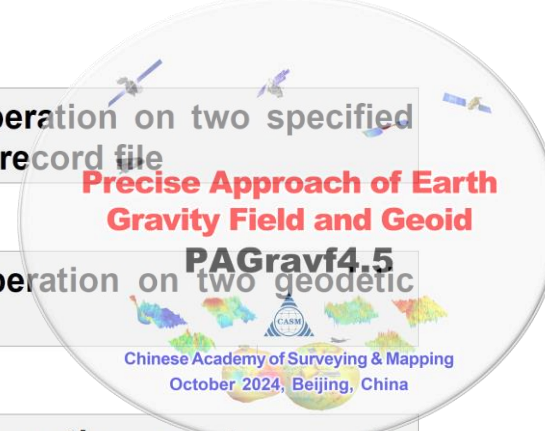 peration on two specified
record file
Precise Approach of Earth
Gravity Field and Geoid
PAGravf4.5
peration on two geodetic
CASM
Chinese Academy of Surveying & Mapping
October 2024, Beijing, China